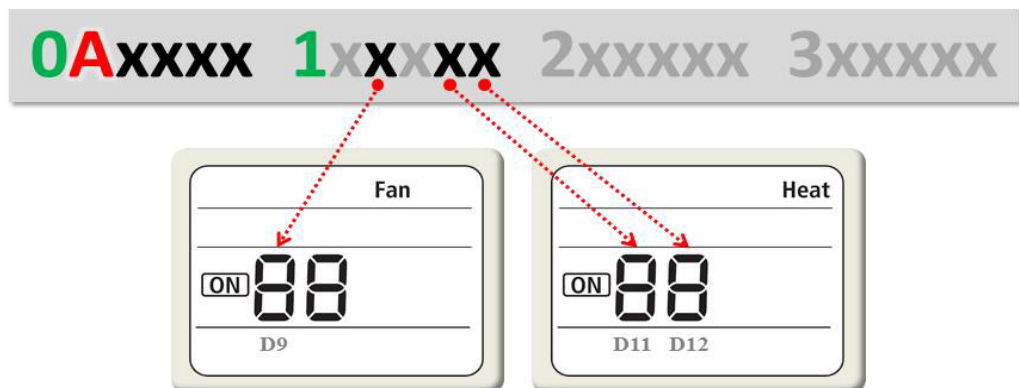 0Axxxx 1xxxxx 2xxxxx 3xxxxx
Fan
ON 88
D9
Heat
ON 88
D11 D12